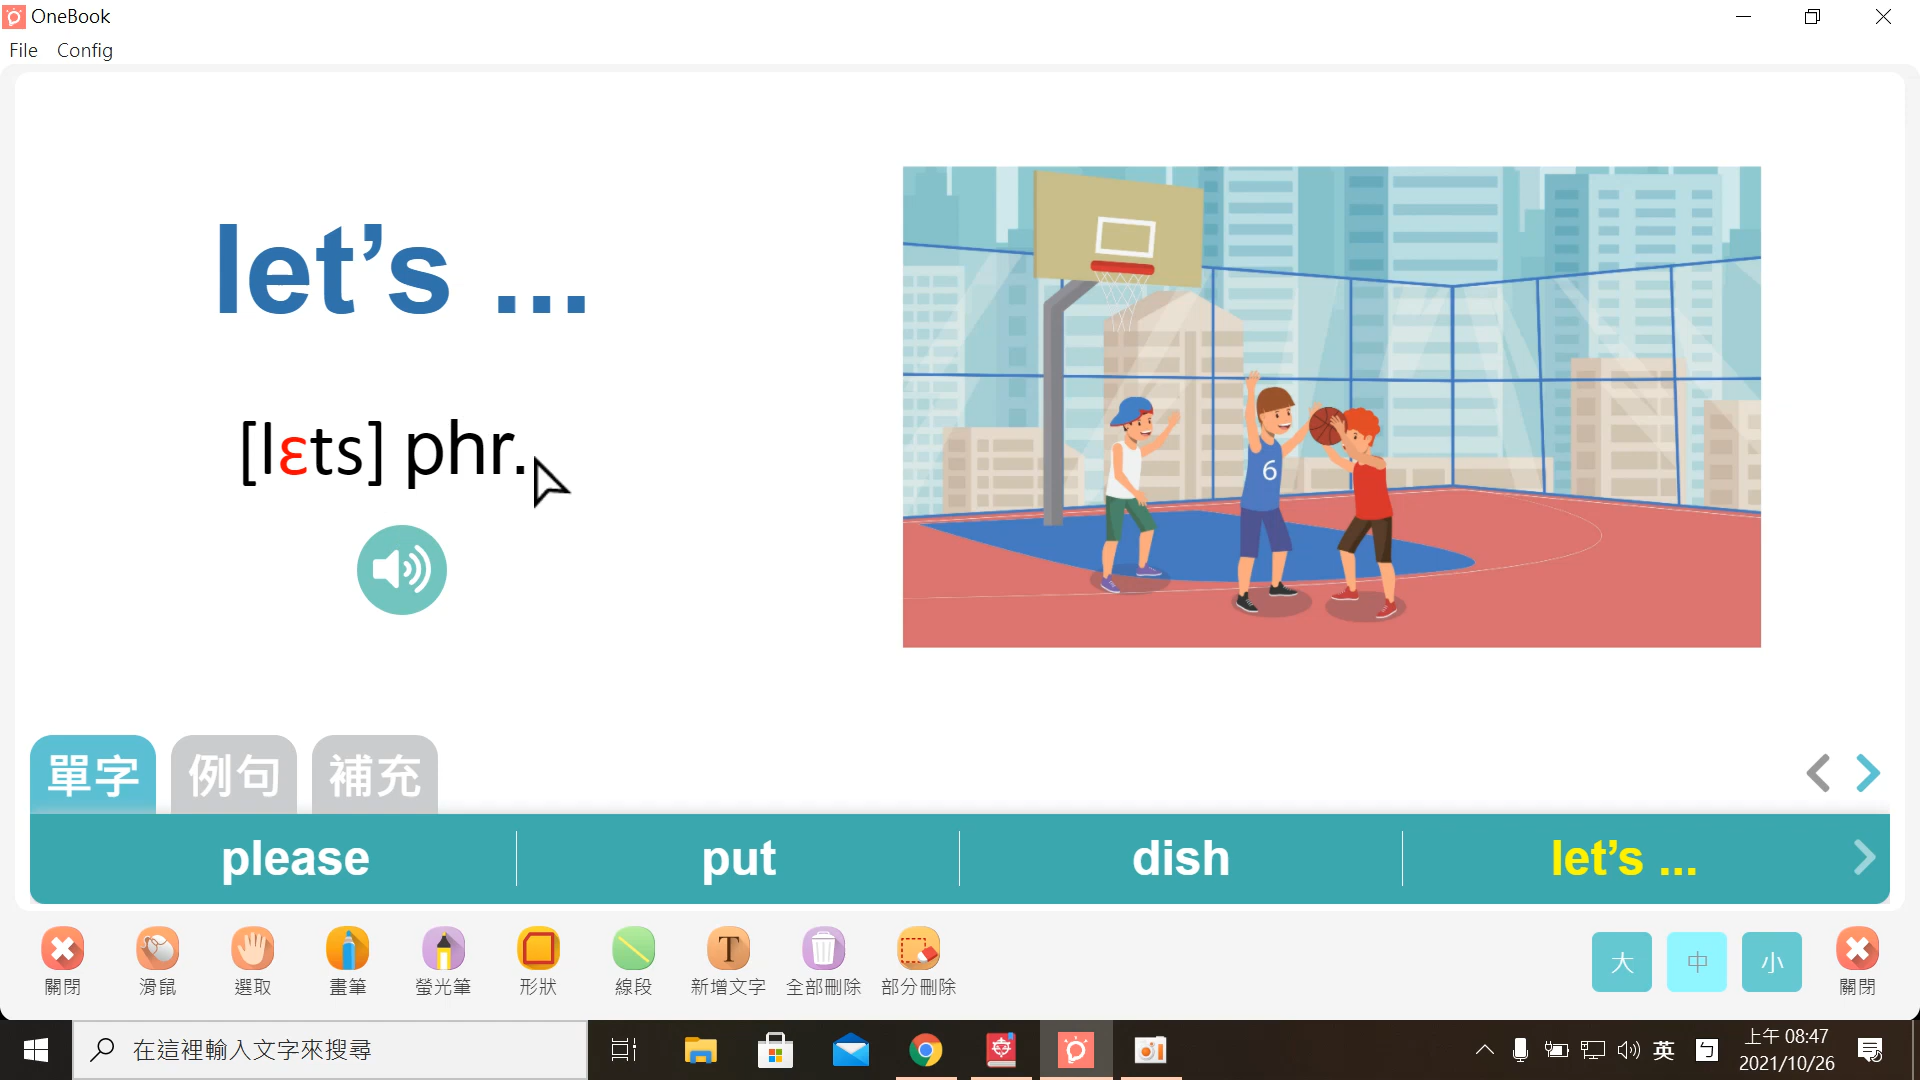 OneBook
File Config
let’s ...
[lɛts] phr.
6
單字 例句 補充
please put dish let’s ...
關閉 滑鼠 選取 畫筆 螢光筆 形狀 線段 新增文字 全部刪除 部分刪除 大 中 小 關閉
T
在這裡輸入文字來搜尋
英 ㄅ
上午 08:47
2021/10/26